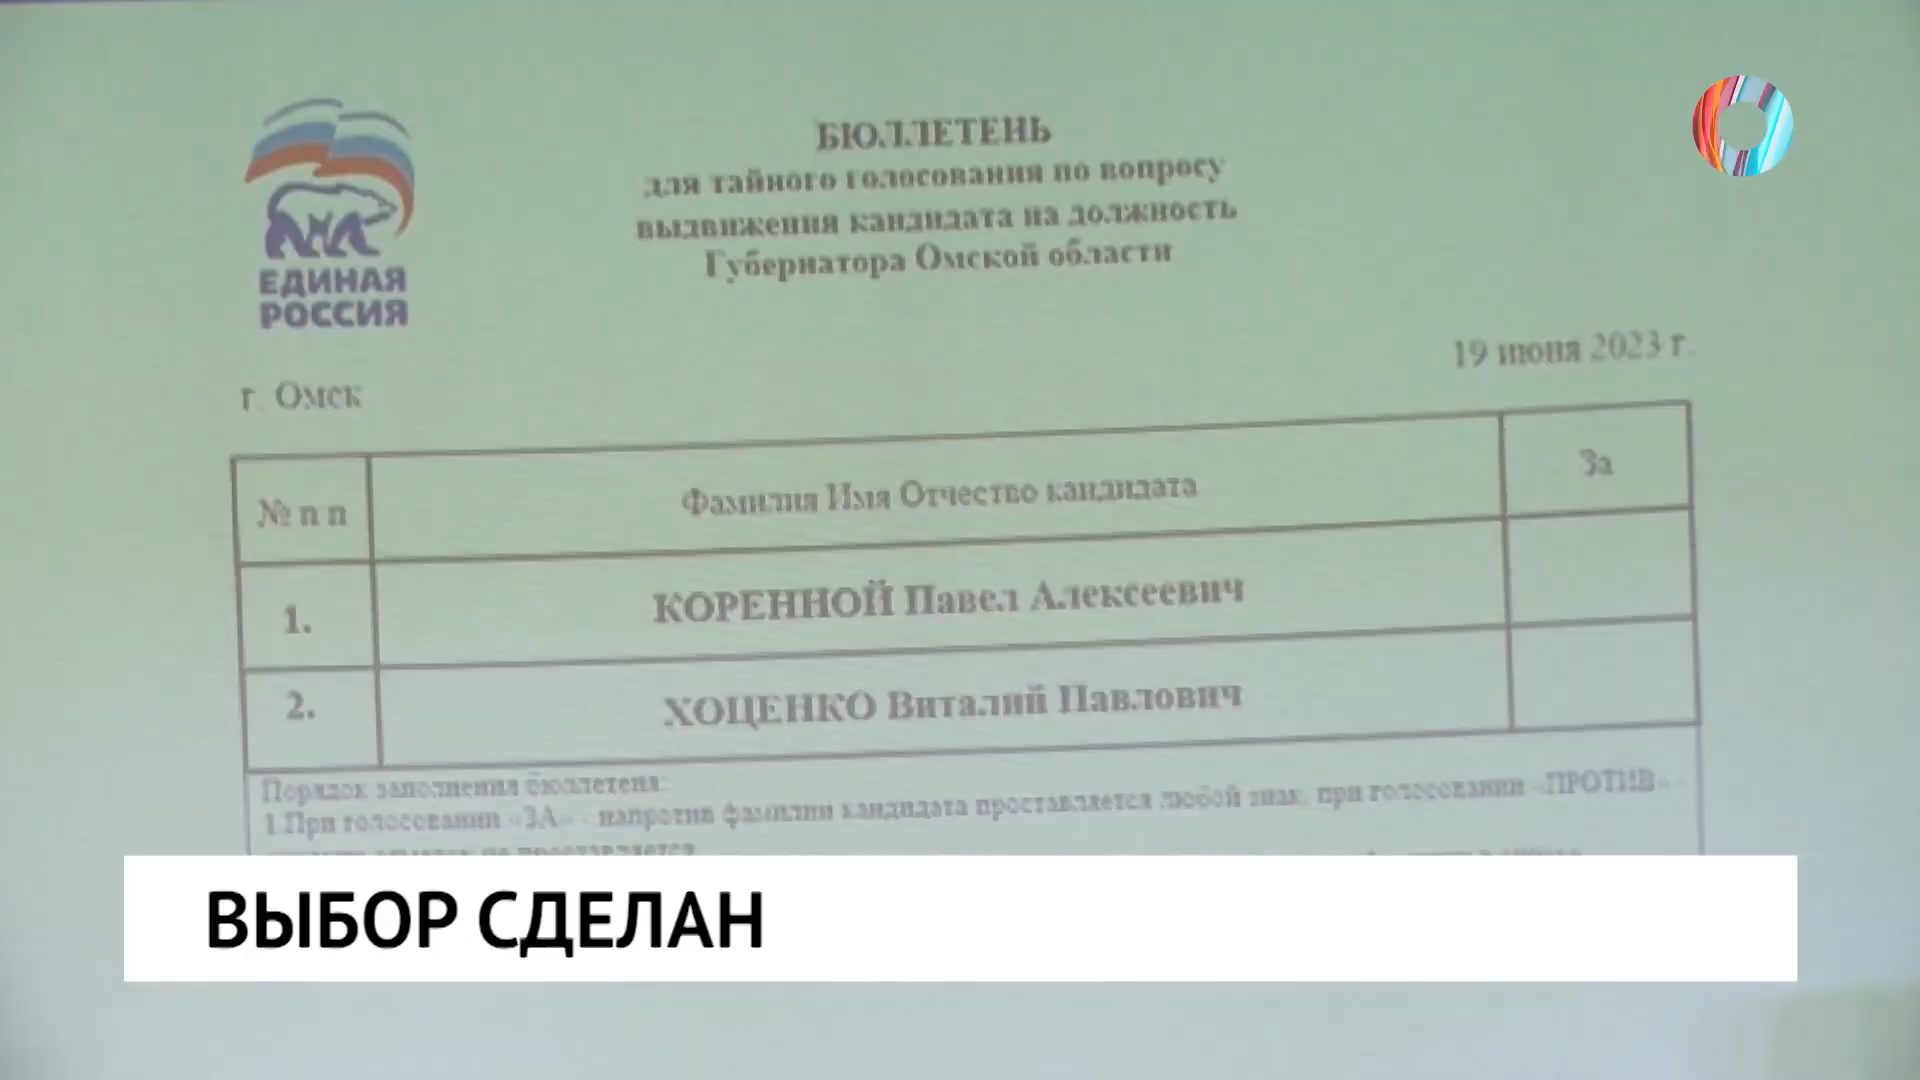 БЮЛЛЕТЕНЬ
для тайного голосования по вопросу
выдвижения кандидата на должность
Губернатора Омской области
ЕДИНАЯ
РОССИЯ
19 июня 2023 г.
г. Омск
№ п п
Фамилия Имя Отчество кандидата
За
1.
КОРЕННОЙ Павел Алексеевич
2.
ХОЦЕНКО Виталий Павлович
Порядок заполнения бюллетеня:
1.При голосовании «ЗА» - напротив фамилии кандидата проставляется любой знак, при голосовании «ПРОТИВ» -
не проставляется
ВЫБОР СДЕЛАН